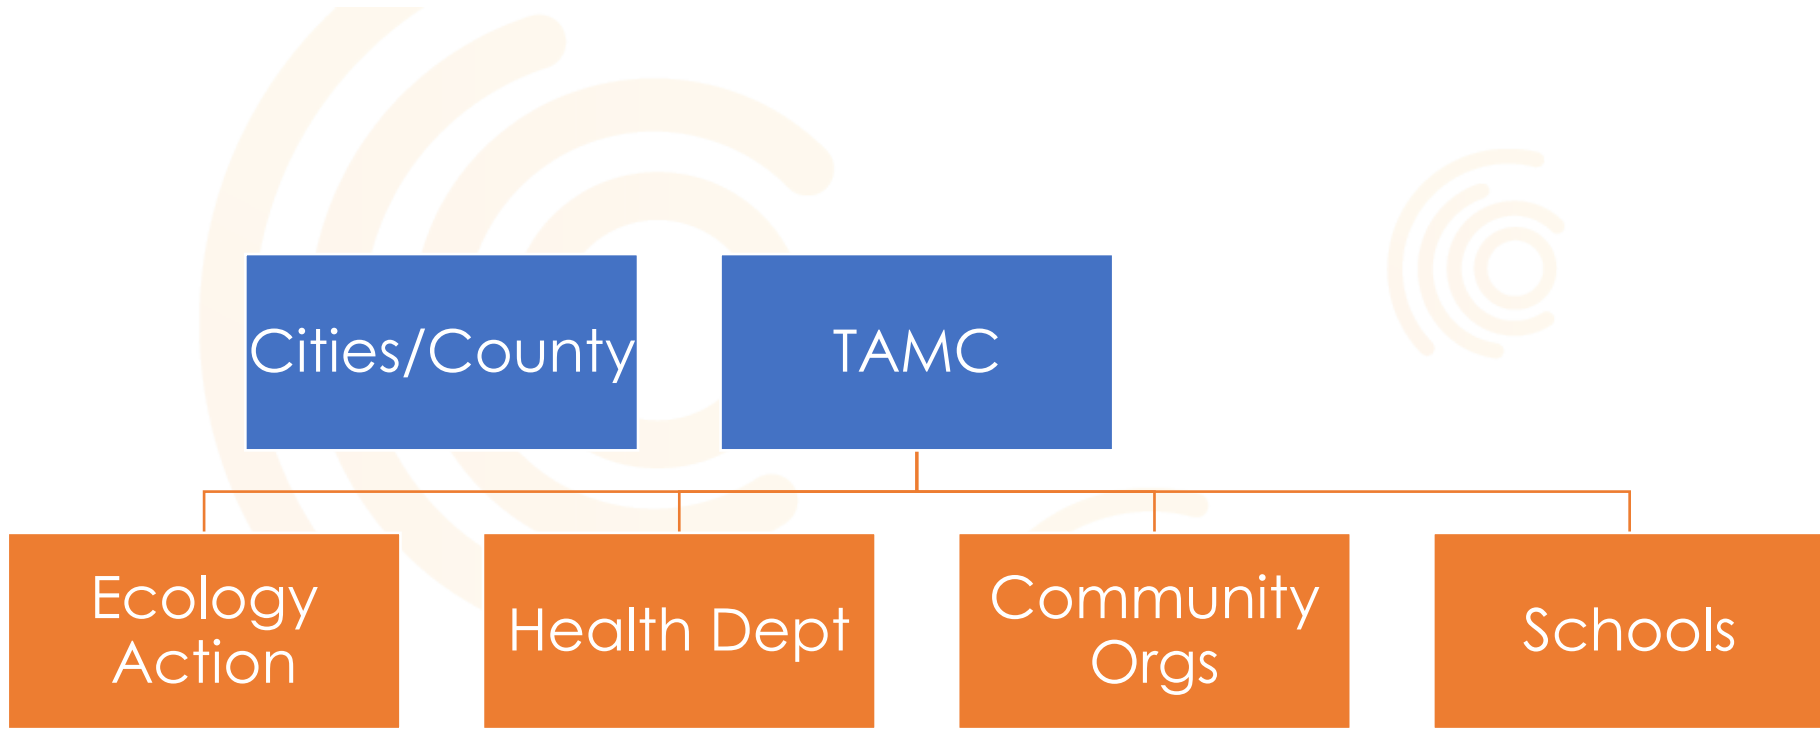 Cities/County
TAMC
Ecology
Action
Health Dept
Community
Orgs
Schools